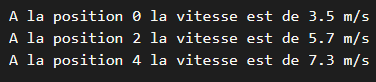 A la position 0 la vitesse est de 3.5 m/s
A la position 2 la vitesse est de 5.7 m/s
A la position 4 la vitesse est de 7.3 m/s